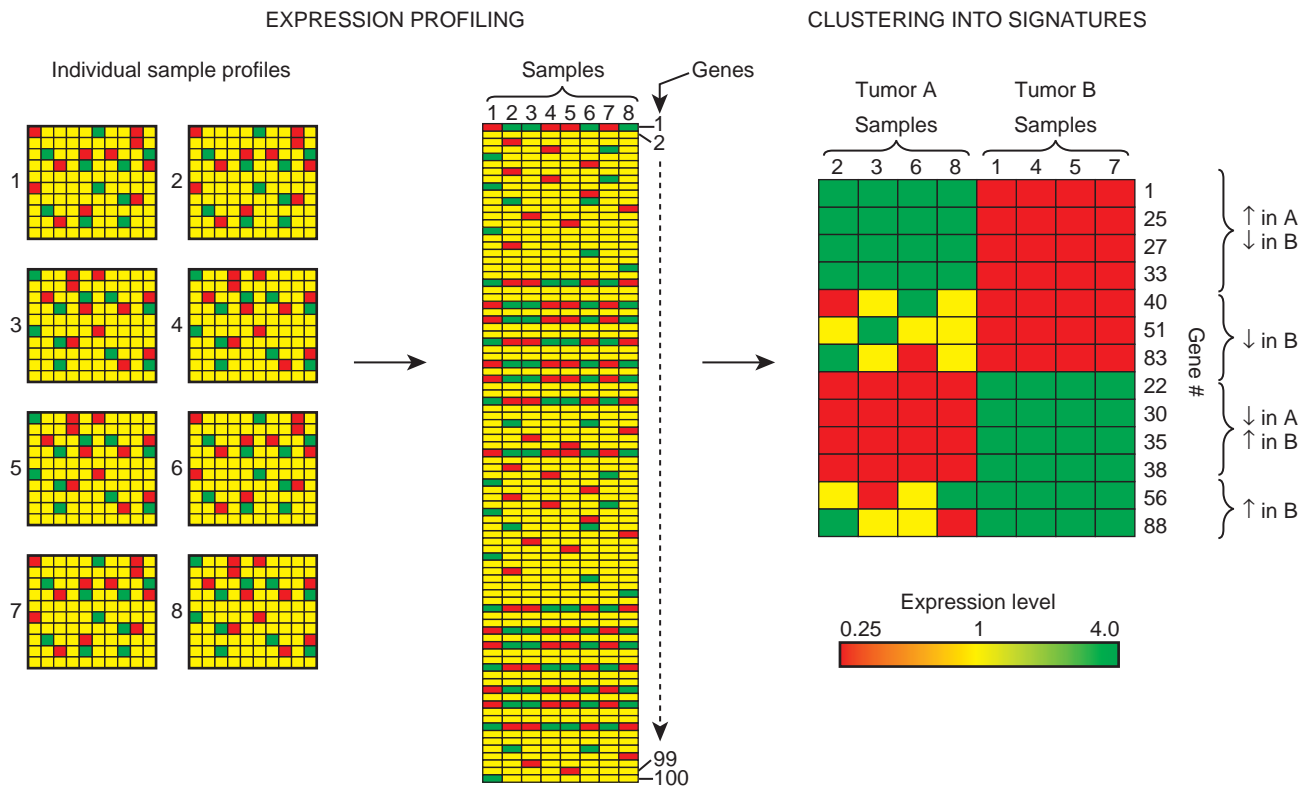 EXPRESSION PROFILING
CLUSTERING INTO SIGNATURES
Individual sample profiles
1
2
3
4
5
6
7
8
Samples
Genes
1 2 3 4 5 6 7 8
1
2
99
100
Tumor A
Samples
Tumor B
Samples
2 3 6 8 1 4 5 7
1
25
27
33
40
51
83
22
30
35
38
56
88
Gene #
↑ in A
↓ in B
↓ in B
↓ in A
↑ in B
↑ in B
Expression level
0.25 1 4.0